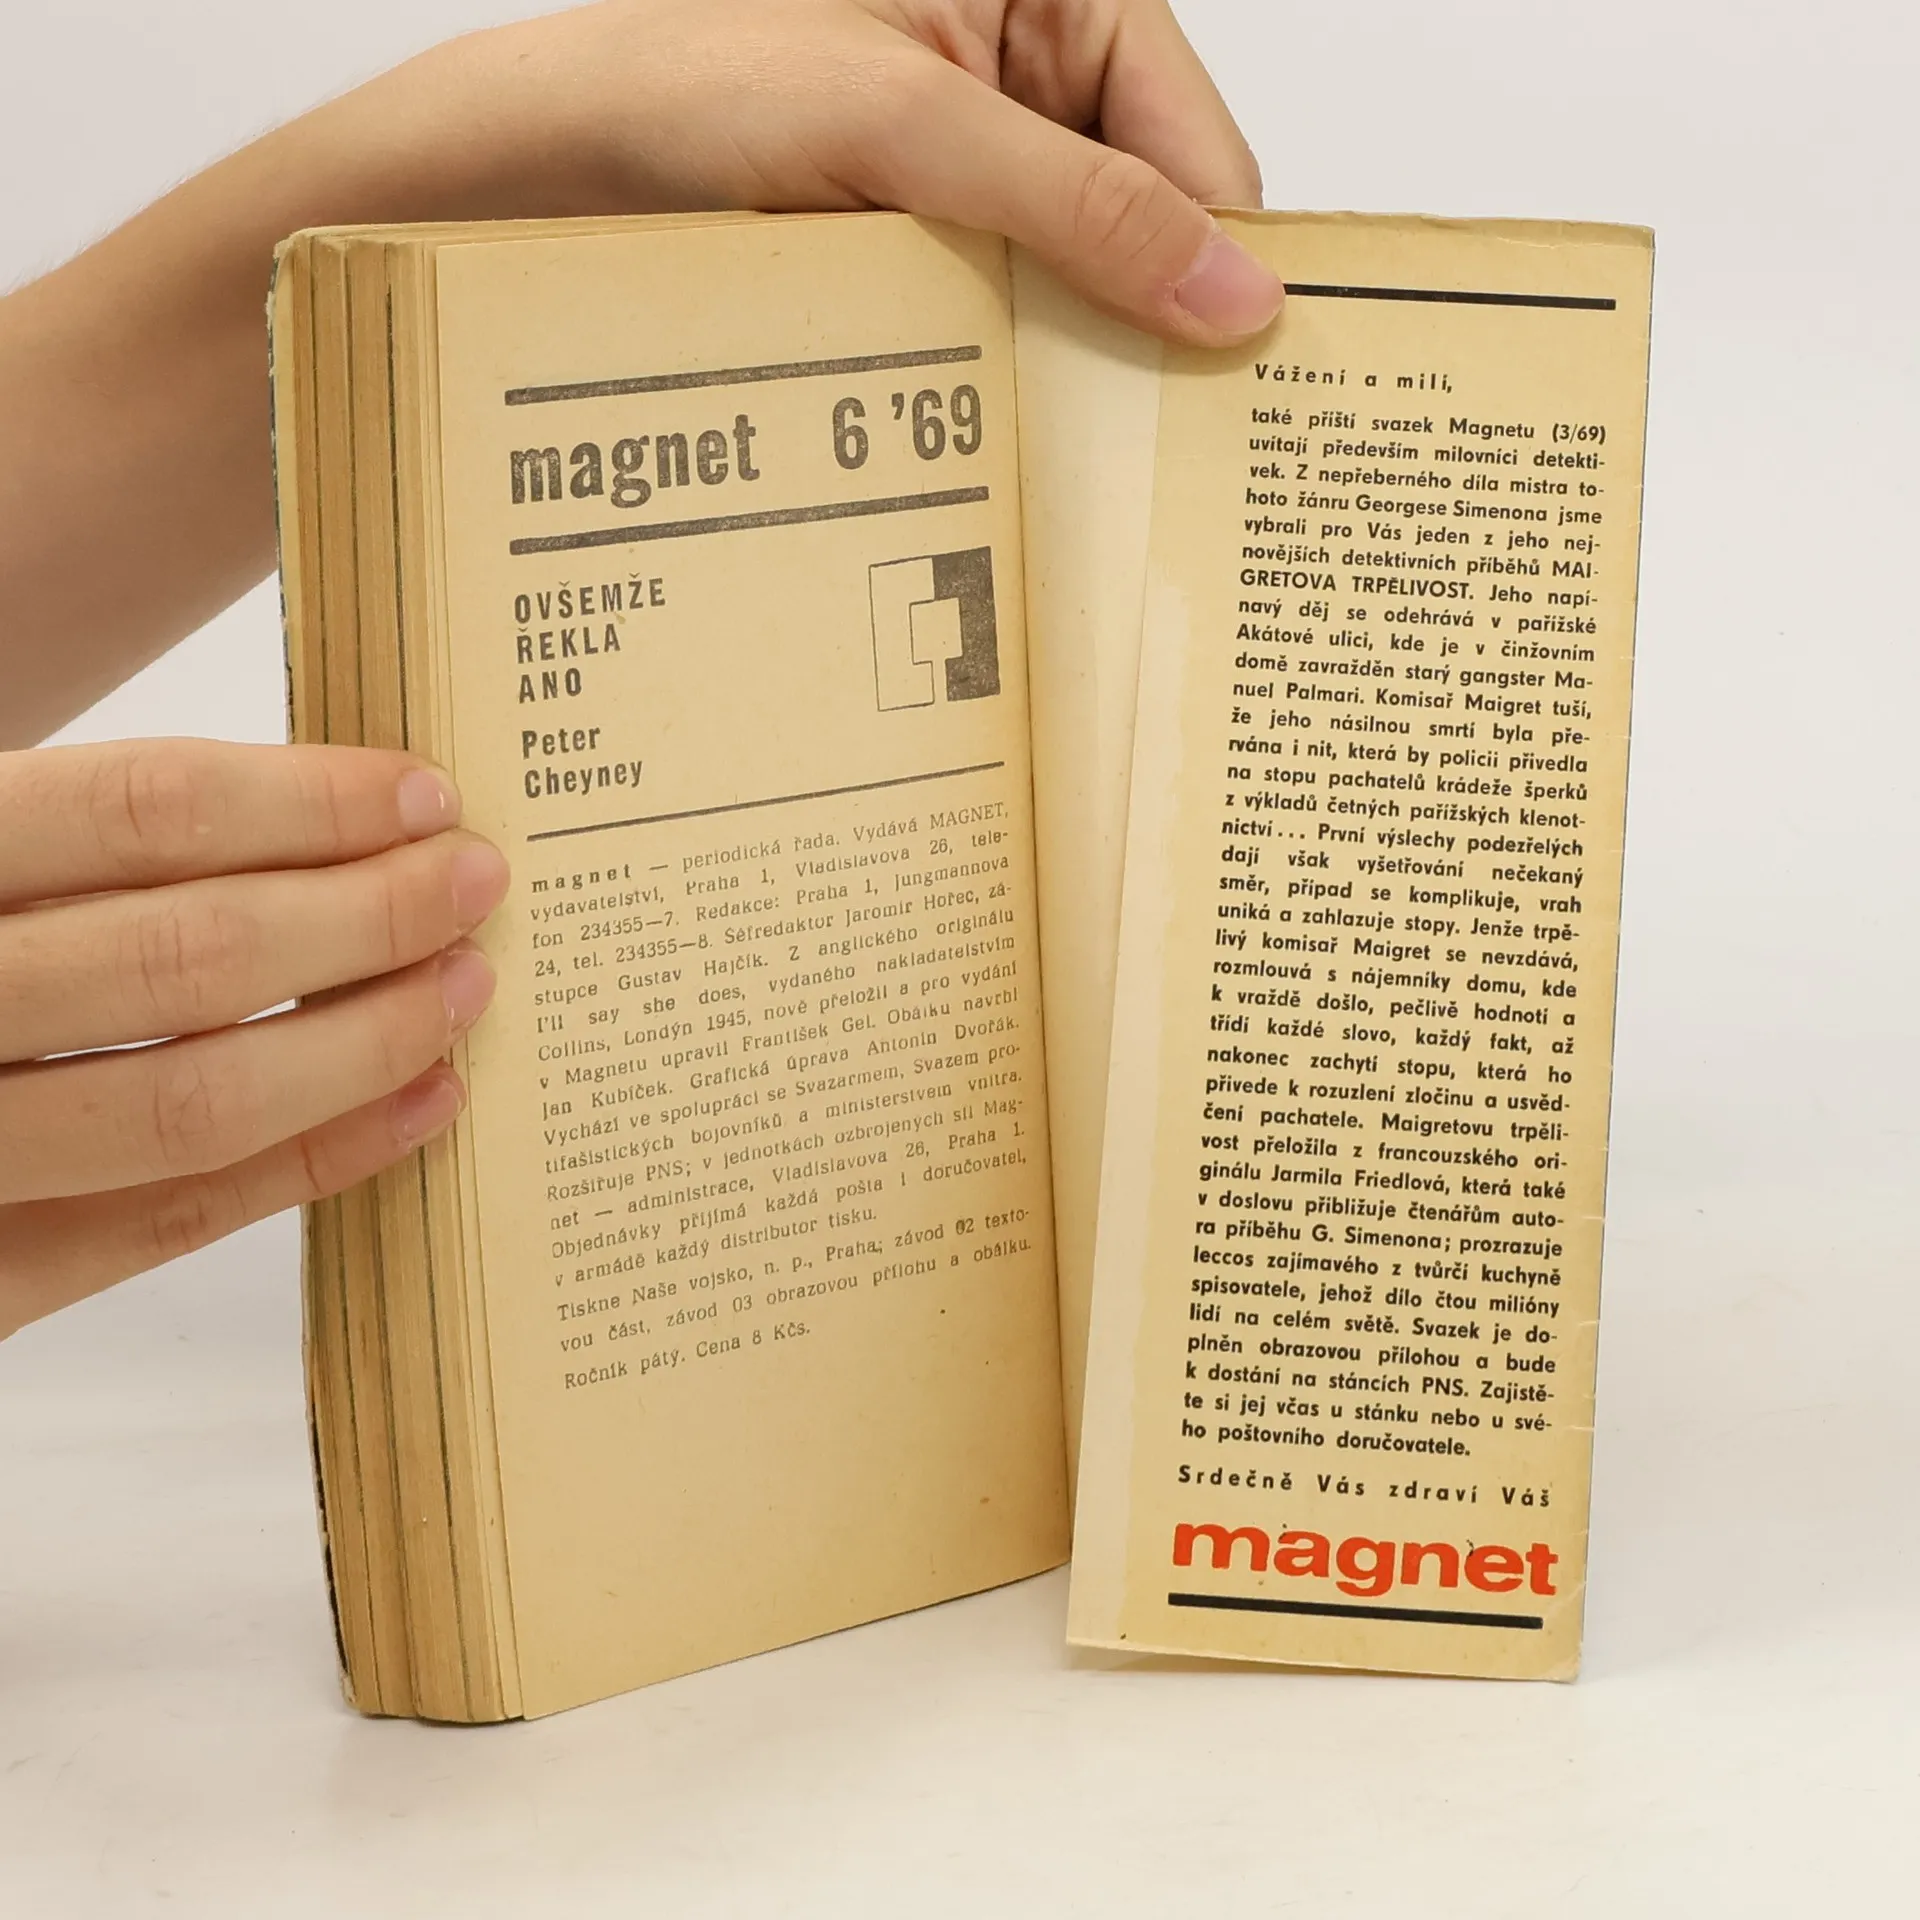 magnet 6 ’69
OVŠEMŽE
ŘEKLA
ANO
Peter
Cheyney
magnet — periodická řada. Vydává MAGNET,
vydavatelství, Praha 1, Vladislavova 26, tele-
fon 234355—7. Redakce: Praha 1, Jungmannova
24, tel. 234355—8. Šéfredaktor Jaromír Hořec, zá-
stupce Gustav Hajčík. Z anglického originálu
I’ll say she does, vydaného nakladatelstvím
Collins, Londýn 1945, nově přeložil a pro vydání
v Magnetu upravil František Gel. Obálku navrhl
Jan Kubíček. Grafická úprava Antonín Dvořák.
Vychází ve spolupráci se Svazarmem, Svazem pro-
tifašistických bojovníků a ministerstvem vnitra.
Rozšiřuje PNS; v jednotkách ozbrojených sil Mag-
net — administrace, Vladislavova 26, Praha 1.
Objednávky přijímá každá pošta i doručovatel,
v armádě každý distributor tisku.
Tiskne Naše vojsko, n. p., Praha; závod 02 texto-
vou část, závod 03 obrazovou přílohu a obálku.
Ročník pátý. Cena 8 Kčs.
Vážení a milí,
také příští svazek Magnetu (3/69)
uvítají především milovníci detekti-
vek. Z nepřeberného díla mistra to-
hoto žánru Georgese Simenona jsme
vybrali pro Vás jeden z jeho nej-
novějších detektivních příběhů MAI-
GRETOVA TRPĚLIVOST. Jeho napí-
navý děj se odehrává v pařížské
Akátové ulici, kde je v činžovním
domě zavražděn starý gangster Ma-
nuel Palmari. Komisař Maigret tuší,
že jeho násilnou smrtí byla pře-
rvána i nit, která by policii přivedla
na stopu pachatelů krádeže šperků
z výkladů četných pařížských klenot-
nictví... První výslechy podezřelých
dají však vyšetřování nečekaný
směr, případ se komplikuje, vrah
uniká a zahlazuje stopy. Jenže trpě-
livý komisař Maigret se nevzdává,
rozmlouvá s nájemníky domu, kde
k vraždě došlo, pečlivě hodnotí a
třídí každé slovo, každý fakt, až
nakonec zachytí stopu, která ho
přivede k rozuzlení zločinu a usvěd-
čení pachatele. Maigretovu trpěli-
vost přeložila z francouzského ori-
ginálu Jarmila Friedlová, která také
v doslovu přibližuje čtenářům auto-
ra příběhu G. Simenona; prozrazuje
leccos zajímavého z tvůrčí kuchyně
spisovatele, jehož dílo čtou milióny
lidí na celém světě. Svazek je do-
plněn obrazovou přílohou a bude
k dostání na stáncích PNS. Zajistě-
te si jej včas u stánku nebo u své-
ho poštovního doručovatele.
Srdečně Vás zdraví Váš
magnet